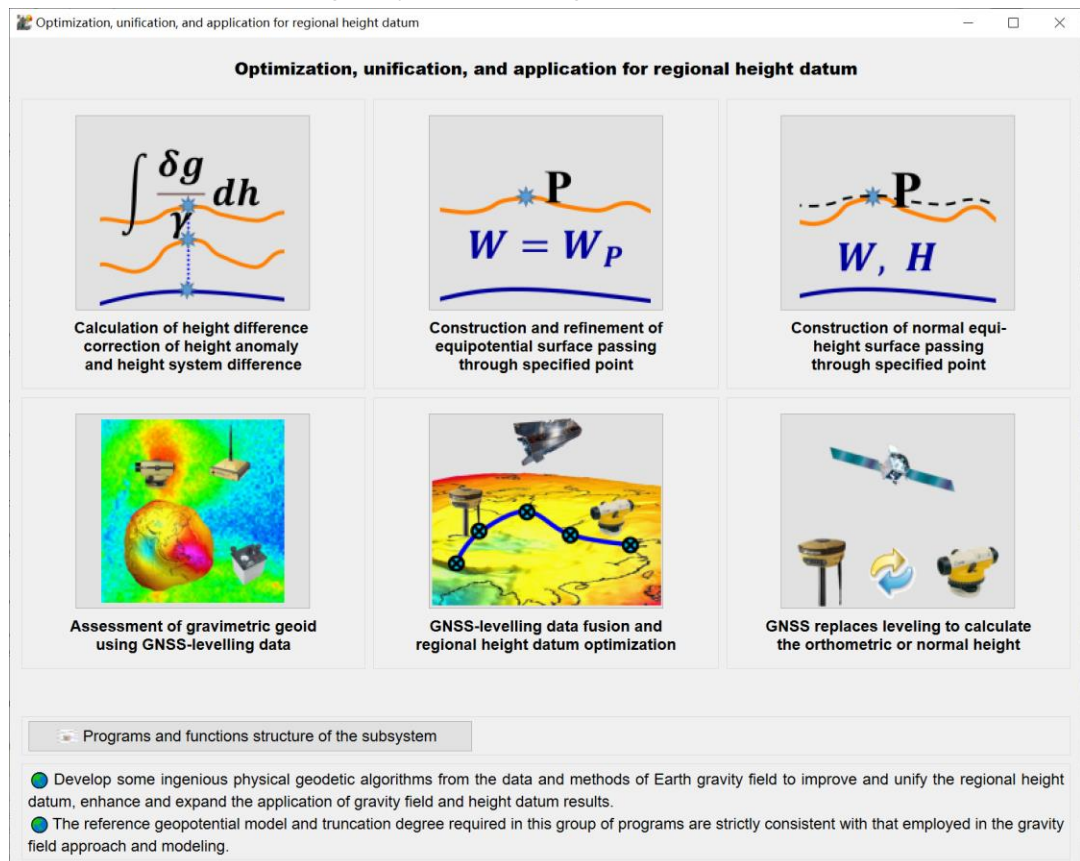 Optimization, unification, and application for regional height datum
Optimization, unification, and application for regional height datum
∫ δg/γ dh
P
W = W_P
P
W, H
Calculation of height difference
correction of height anomaly
and height system difference
Construction and refinement of
equipotential surface passing
through specified point
Construction of normal equi-
height surface passing
through specified point
Assessment of gravimetric geoid
using GNSS-levelling data
GNSS-levelling data fusion and
regional height datum optimization
GNSS replaces leveling to calculate
the orthometric or normal height
Programs and functions structure of the subsystem
Develop some ingenious physical geodetic algorithms from the data and methods of Earth gravity field to improve and unify the regional height
datum, enhance and expand the application of gravity field and height datum results.
The reference geopotential model and truncation degree required in this group of programs are strictly consistent with that employed in the gravity
field approach and modeling.